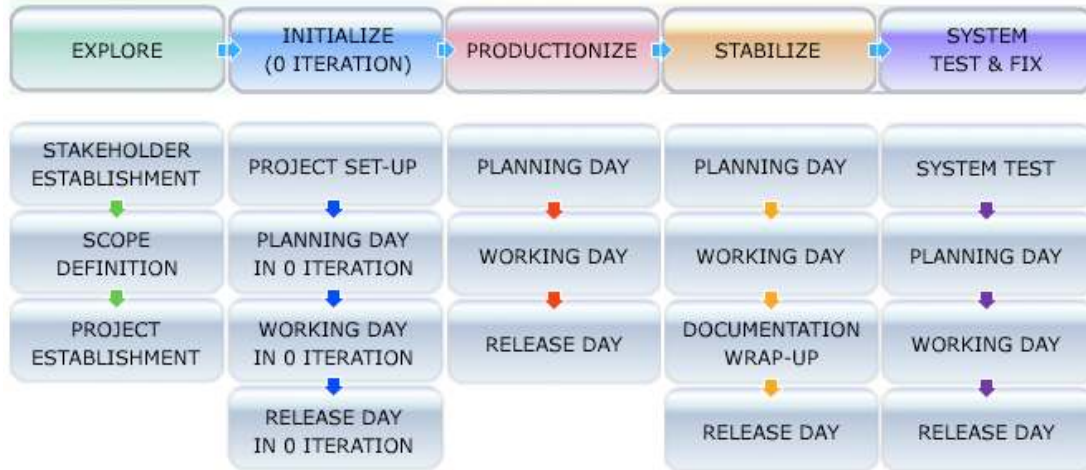 EXPLORE
INITIALIZE
(0 ITERATION)
PRODUCTIONIZE
STABILIZE
SYSTEM
TEST & FIX
STAKEHOLDER
ESTABLISHMENT
SCOPE
DEFINITION
PROJECT
ESTABLISHMENT
PROJECT SET-UP
PLANNING DAY
IN 0 ITERATION
WORKING DAY
IN 0 ITERATION
RELEASE DAY
IN 0 ITERATION
PLANNING DAY
WORKING DAY
RELEASE DAY
PLANNING DAY
WORKING DAY
DOCUMENTATION
WRAP-UP
RELEASE DAY
SYSTEM TEST
PLANNING DAY
WORKING DAY
RELEASE DAY